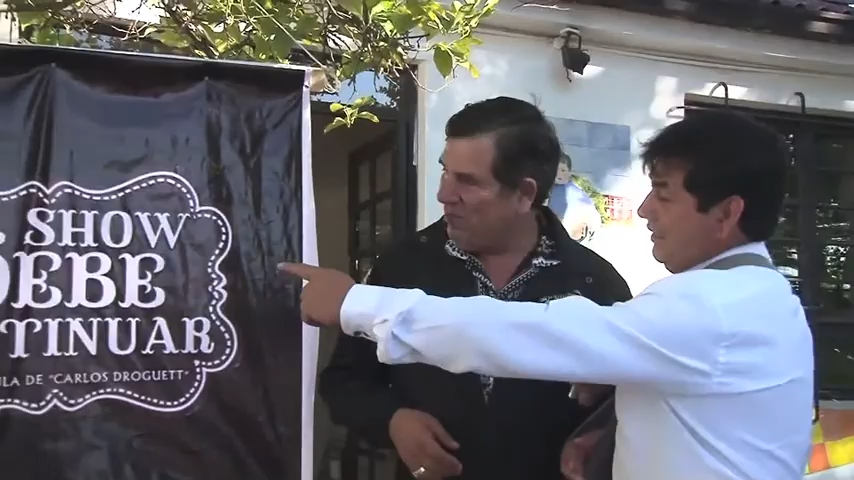 SHOW
DEBE
TINUAR
ULA DE "CARLOS DROGUETT"